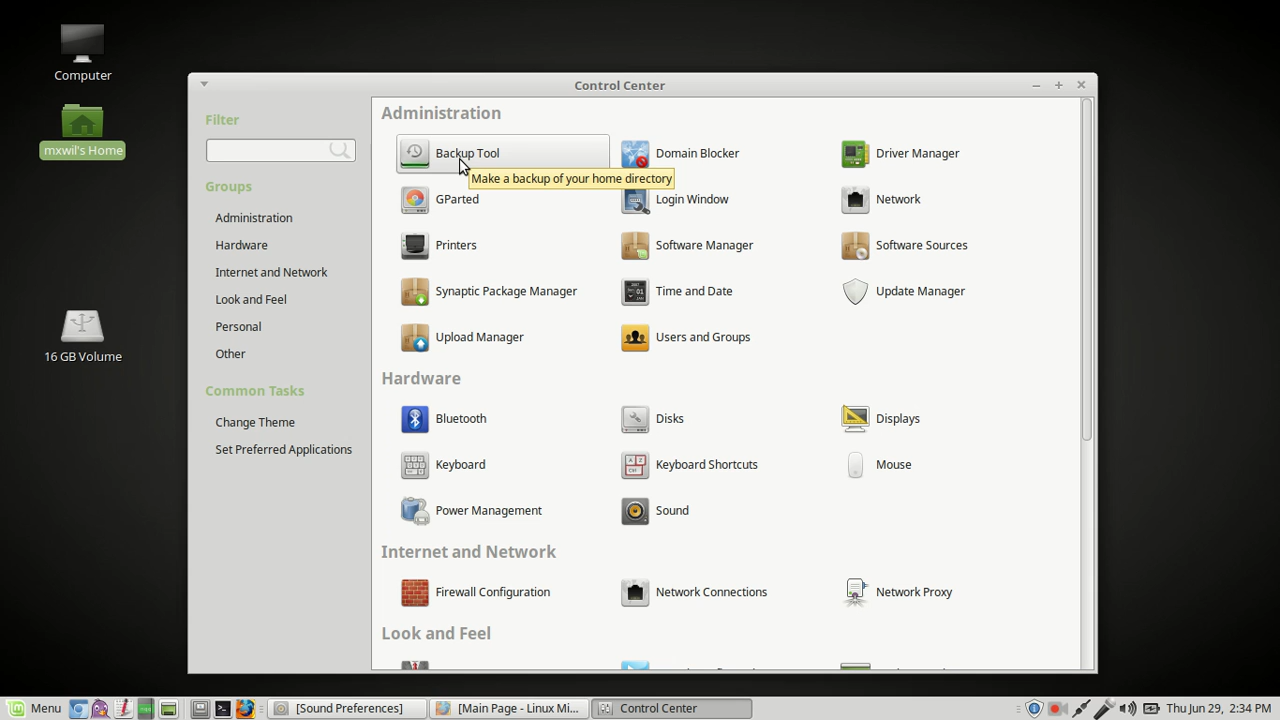 Computer
mxwil's Home
16 GB Volume
Control Center
Filter
Groups
Administration
Hardware
Internet and Network
Look and Feel
Personal
Other
Common Tasks
Change Theme
Set Preferred Applications
Administration
Backup Tool
Domain Blocker
Driver Manager
Make a backup of your home directory
GParted
Login Window
Network
Printers
Software Manager
Software Sources
Synaptic Package Manager
Time and Date
Update Manager
Upload Manager
Users and Groups
Hardware
Bluetooth
Disks
Displays
Keyboard
Keyboard Shortcuts
Mouse
Power Management
Sound
Internet and Network
Firewall Configuration
Network Connections
Network Proxy
Look and Feel
Menu
[Sound Preferences]
[Main Page - Linux Mi...
Control Center
Thu Jun 29, 2:34 PM